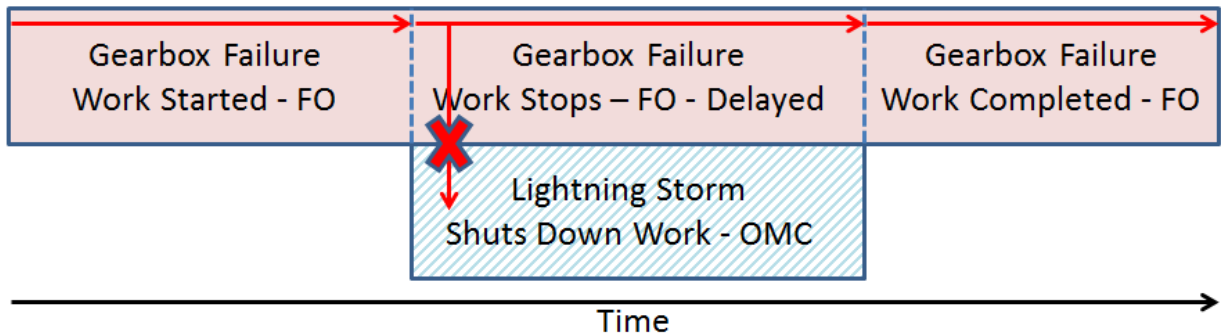 Gearbox Failure
Work Started - FO
Gearbox Failure
Work Stops – FO - Delayed
Gearbox Failure
Work Completed - FO
Lightning Storm
Shuts Down Work - OMC
Time